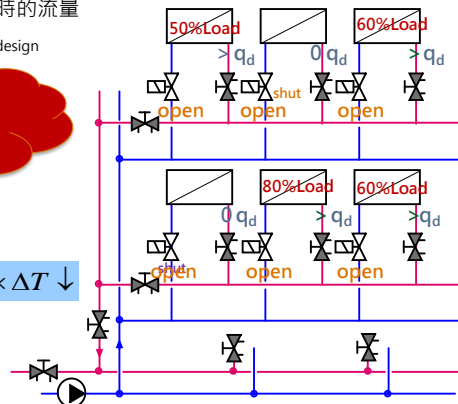 時的流量
design
50%Load
60%Load
> qd
0 qd
> qd
shut
open
open
open
80%Load
60%Load
0 qd
> qd
>qd
shut
open
open
open
× ΔT ↓